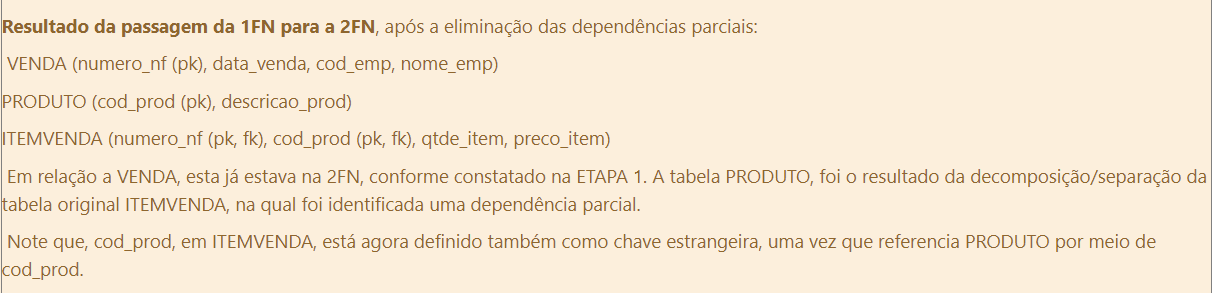 Resultado da passagem da 1FN para a 2FN, após a eliminação das dependências parciais:
VENDA (numero_nf (pk), data_venda, cod_emp, nome_emp)
PRODUTO (cod_prod (pk), descricao_prod)
ITEMVENDA (numero_nf (pk, fk), cod_prod (pk, fk), qtde_item, preco_item)
Em relação a VENDA, esta já estava na 2FN, conforme constatado na ETAPA 1. A tabela PRODUTO, foi o resultado da decomposição/separação da
tabela original ITEMVENDA, na qual foi identificada uma dependência parcial.
Note que, cod_prod, em ITEMVENDA, está agora definido também como chave estrangeira, uma vez que referencia PRODUTO por meio de
cod_prod.